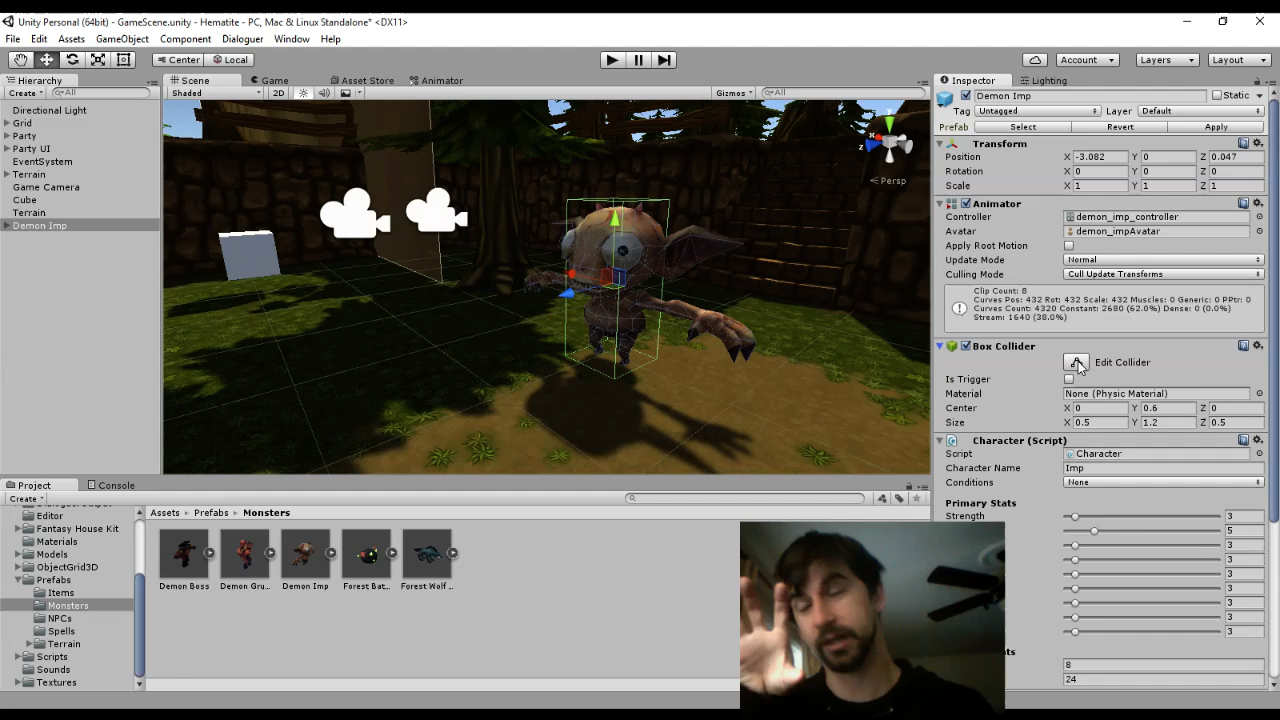 Unity Personal (64bit) - GameScene.unity - Hematite - PC, Mac & Linux Standalone* <DX11>
File Edit Assets GameObject Component Dialoguer Window Help
Center Local Account Layers Layout
Hierarchy
Create All
Directional Light
Grid
Party
Party UI
EventSystem
Terrain
Game Camera
Cube
Terrain
Demon Imp
Scene Game Asset Store Animator
Shaded 2D Gizmos All
y
x
z
Persp
Inspector Lighting
Demon Imp Static
Tag Untagged Layer Default
Prefab Select Revert Apply
Transform
Position X -3.082 Y 0 Z 0.047
Rotation X 0 Y 0 Z 0
Scale X 1 Y 1 Z 1
Animator
Controller demon_imp_controller
Avatar demon_impAvatar
Apply Root Motion
Update Mode Normal
Culling Mode Cull Update Transforms
Clip Count: 8
Curves Pos: 432 Rot: 432 Scale: 432 Muscles: 0 Generic: 0 PPtr: 0
Curves Count: 4320 Constant: 2680 (62.0%) Dense: 0 (0.0%)
Stream: 1640 (38.0%)
Box Collider
Edit Collider
Is Trigger
Material None (Physic Material)
Center X 0 Y 0.6 Z 0
Size X 0.5 Y 1.2 Z 0.5
Character (Script)
Script Character
Character Name Imp
Conditions None
Primary Stats
Strength 3
5
3
3
3
3
3
3
3
8
24
Project Console
Create
Editor
Fantasy House Kit
Materials
Models
ObjectGrid3D
Prefabs
Items
Monsters
NPCs
Spells
Terrain
Scripts
Sounds
Textures
Assets Prefabs Monsters
Demon Boss Demon Gru... Demon Imp Forest Bat... Forest Wolf ...